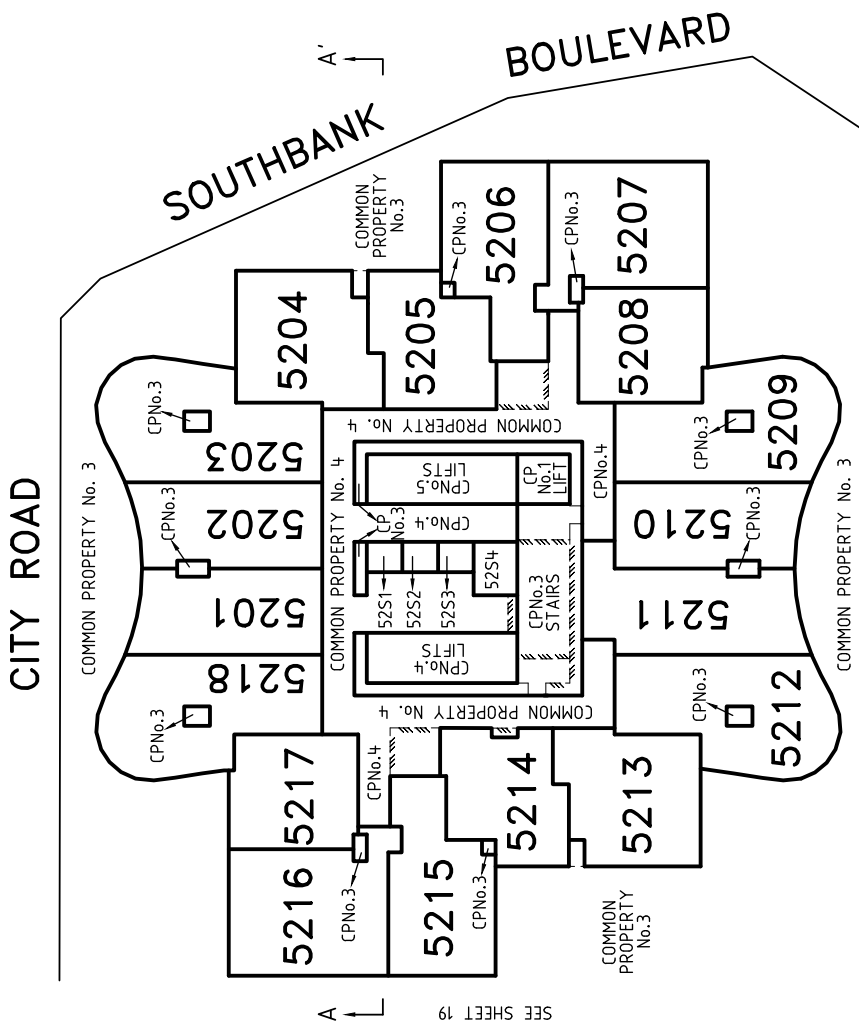 A'
BOULEVARD
SOUTHBANK
CITY ROAD
COMMON
PROPERTY
No.3
CPNo.3
5206
CPNo.3
5207
5204
5205
5208
CPNo.3
5203
COMMON PROPERTY No. 4
CPNo.3
5209
COMMON PROPERTY No. 3
COMMON PROPERTY No. 4
CPNo.5
LIFTS
CP
No.1
LIFT
CPNo.4
COMMON PROPERTY No. 3
5202
CPNo.3
CP
No.3
CPNo.4
5210
CPNo.3
5201
52S1
52S2
52S3
52S4
CPNo.3
STAIRS
5211
5218
CPNo.3
CPNo.4
LIFTS
COMMON PROPERTY No. 4
5212
CPNo.3
5217
CPNo.4
5214
5213
5216
CPNo.3
5215
CPNo.3
COMMON
PROPERTY
No.3
A
SEE SHEET 19